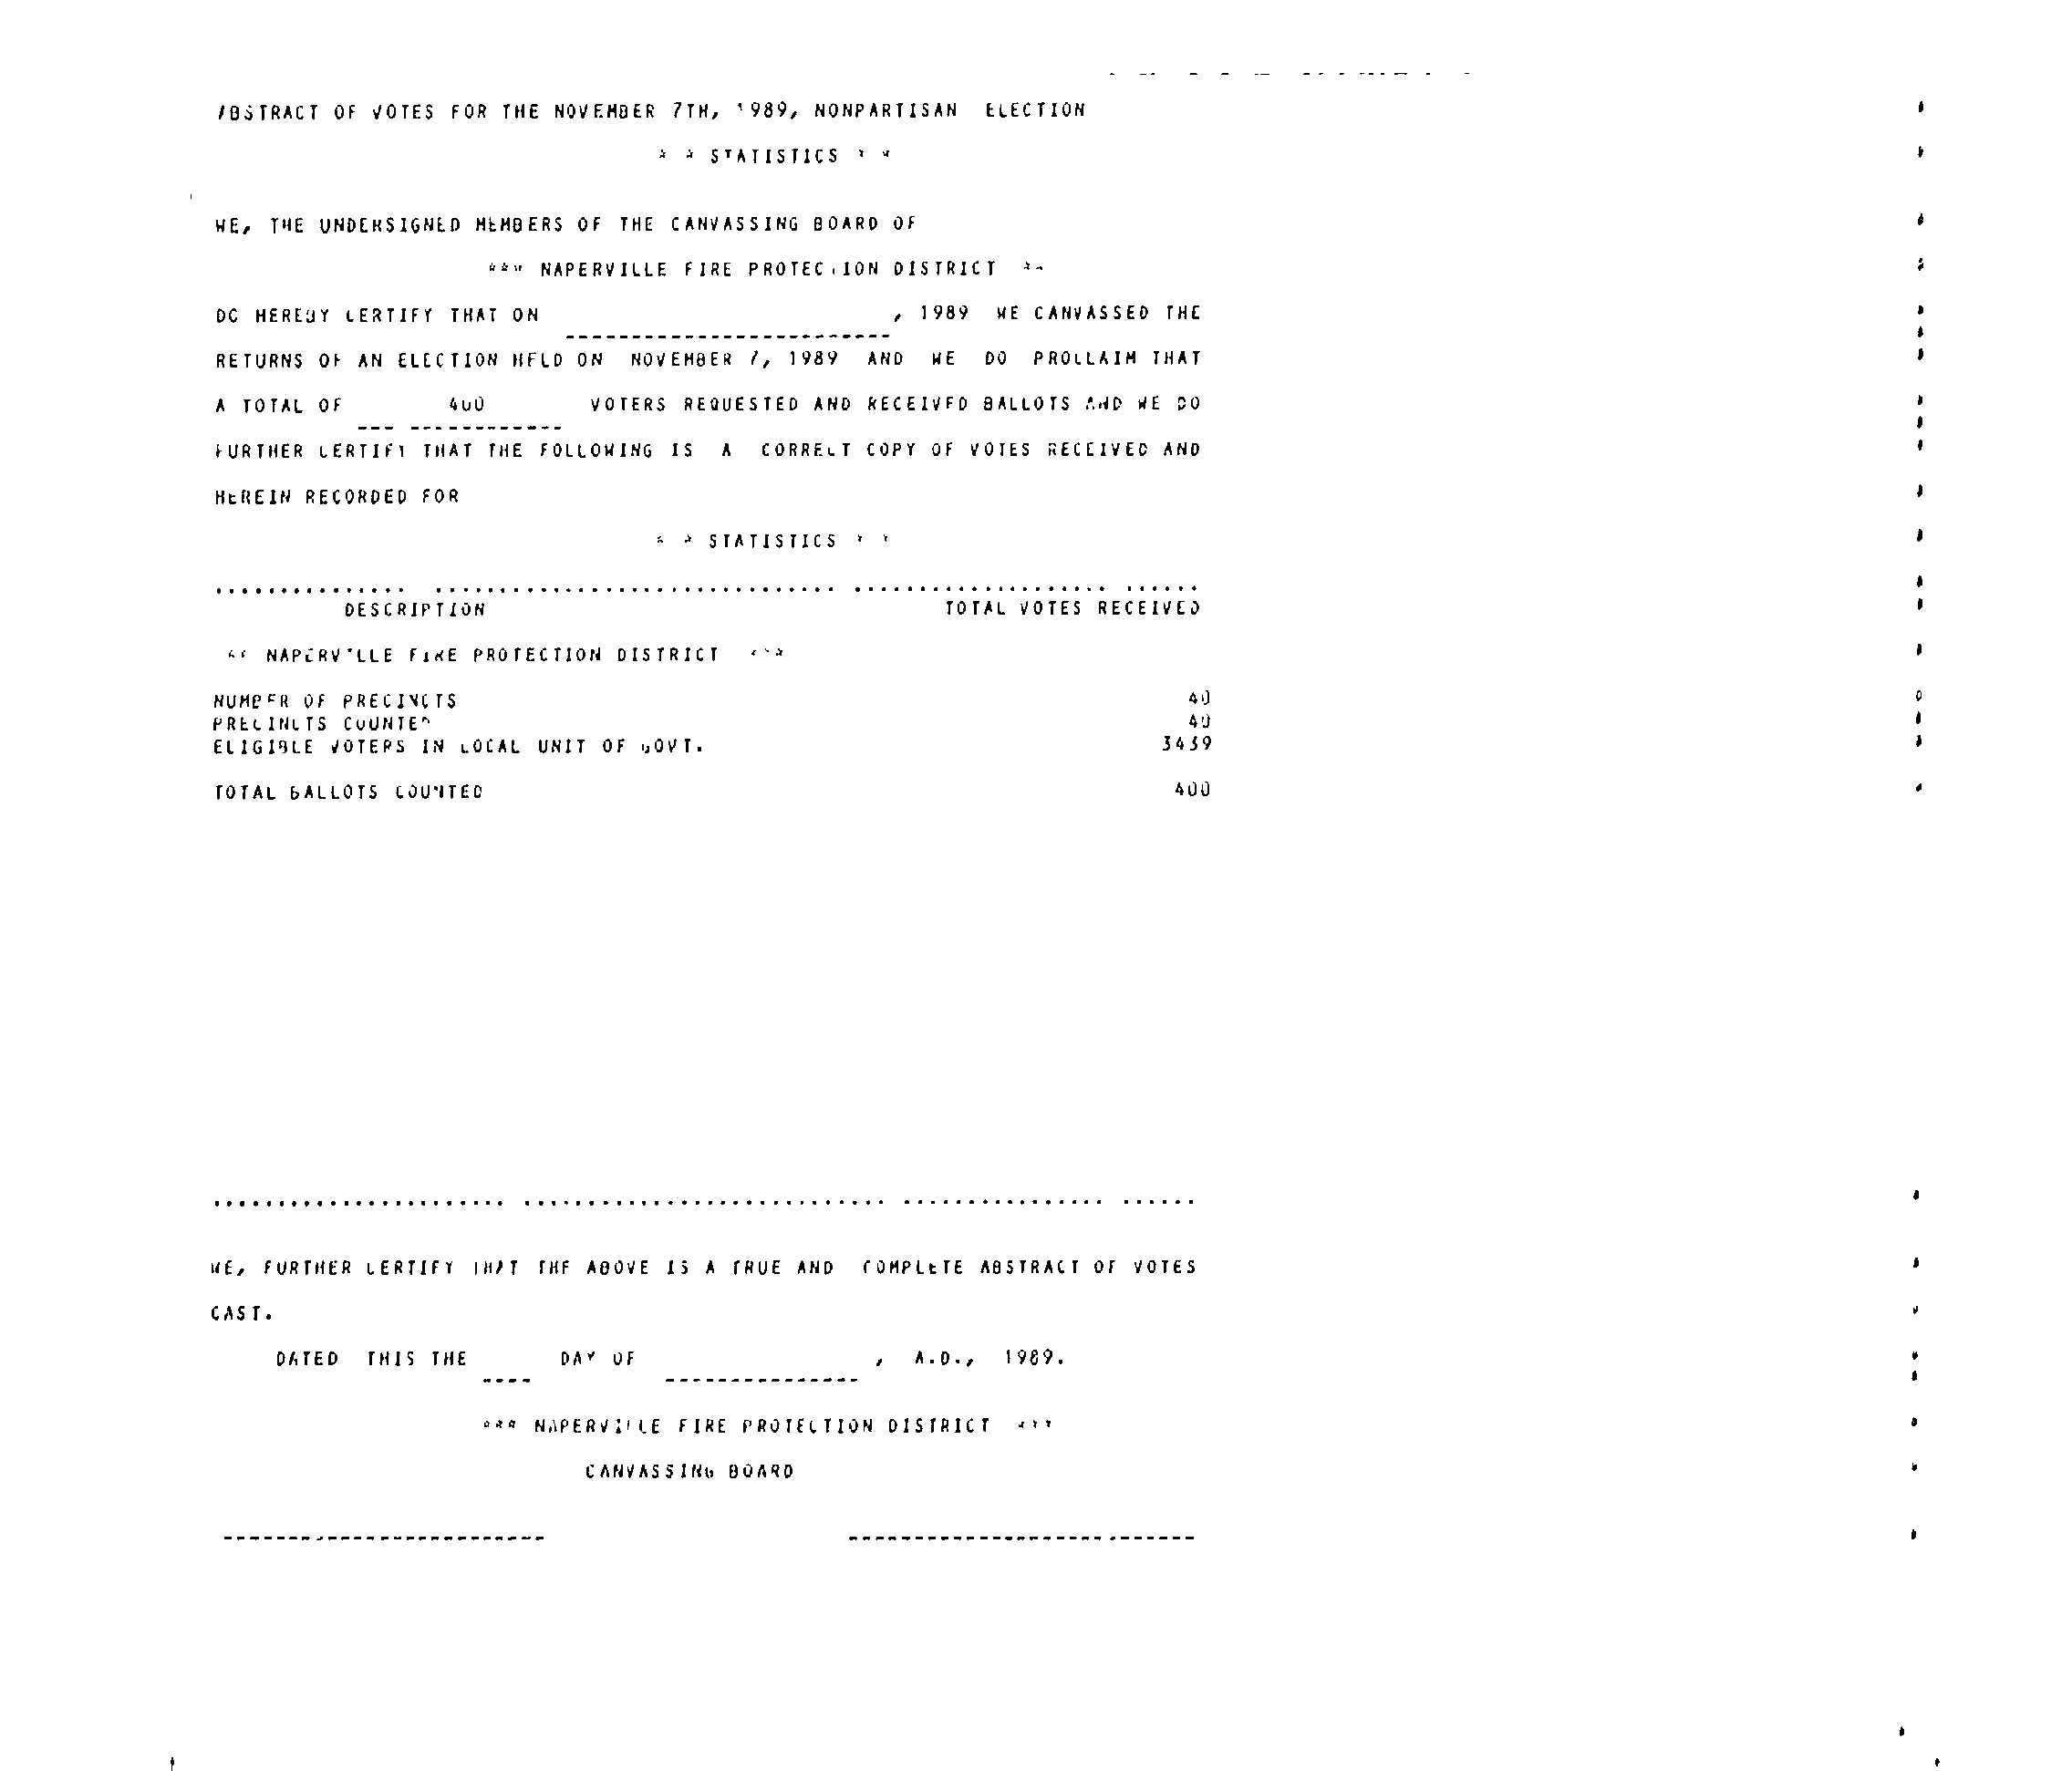 ABSTRACT OF VOTES FOR THE NOVEMBER 7TH, 1989, NONPARTISAN ELECTION
* * STATISTICS * *
WE, THE UNDERSIGNED MEMBERS OF THE CANVASSING BOARD OF
*** NAPERVILLE FIRE PROTECTION DISTRICT **
DO HEREBY CERTIFY THAT ON , 1989 WE CANVASSED THE
RETURNS OF AN ELECTION HELD ON NOVEMBER 7, 1989 AND WE DO PROCLAIM THAT
A TOTAL OF 400 VOTERS REQUESTED AND RECEIVED BALLOTS AND WE DO
FURTHER CERTIFY THAT THE FOLLOWING IS A CORRECT COPY OF VOTES RECEIVED AND
HEREIN RECORDED FOR
* * STATISTICS * *
DESCRIPTION TOTAL VOTES RECEIVED
** NAPERVILLE FIRE PROTECTION DISTRICT ***
NUMBER OF PRECINCTS 40
PRECINCTS COUNTED 40
ELIGIBLE VOTERS IN LOCAL UNIT OF GOVT. 3439
TOTAL BALLOTS COUNTED 400
WE, FURTHER CERTIFY THAT THE ABOVE IS A TRUE AND COMPLETE ABSTRACT OF VOTES
CAST.
DATED THIS THE DAY OF , A.D., 1989.
*** NAPERVILLE FIRE PROTECTION DISTRICT ***
CANVASSING BOARD